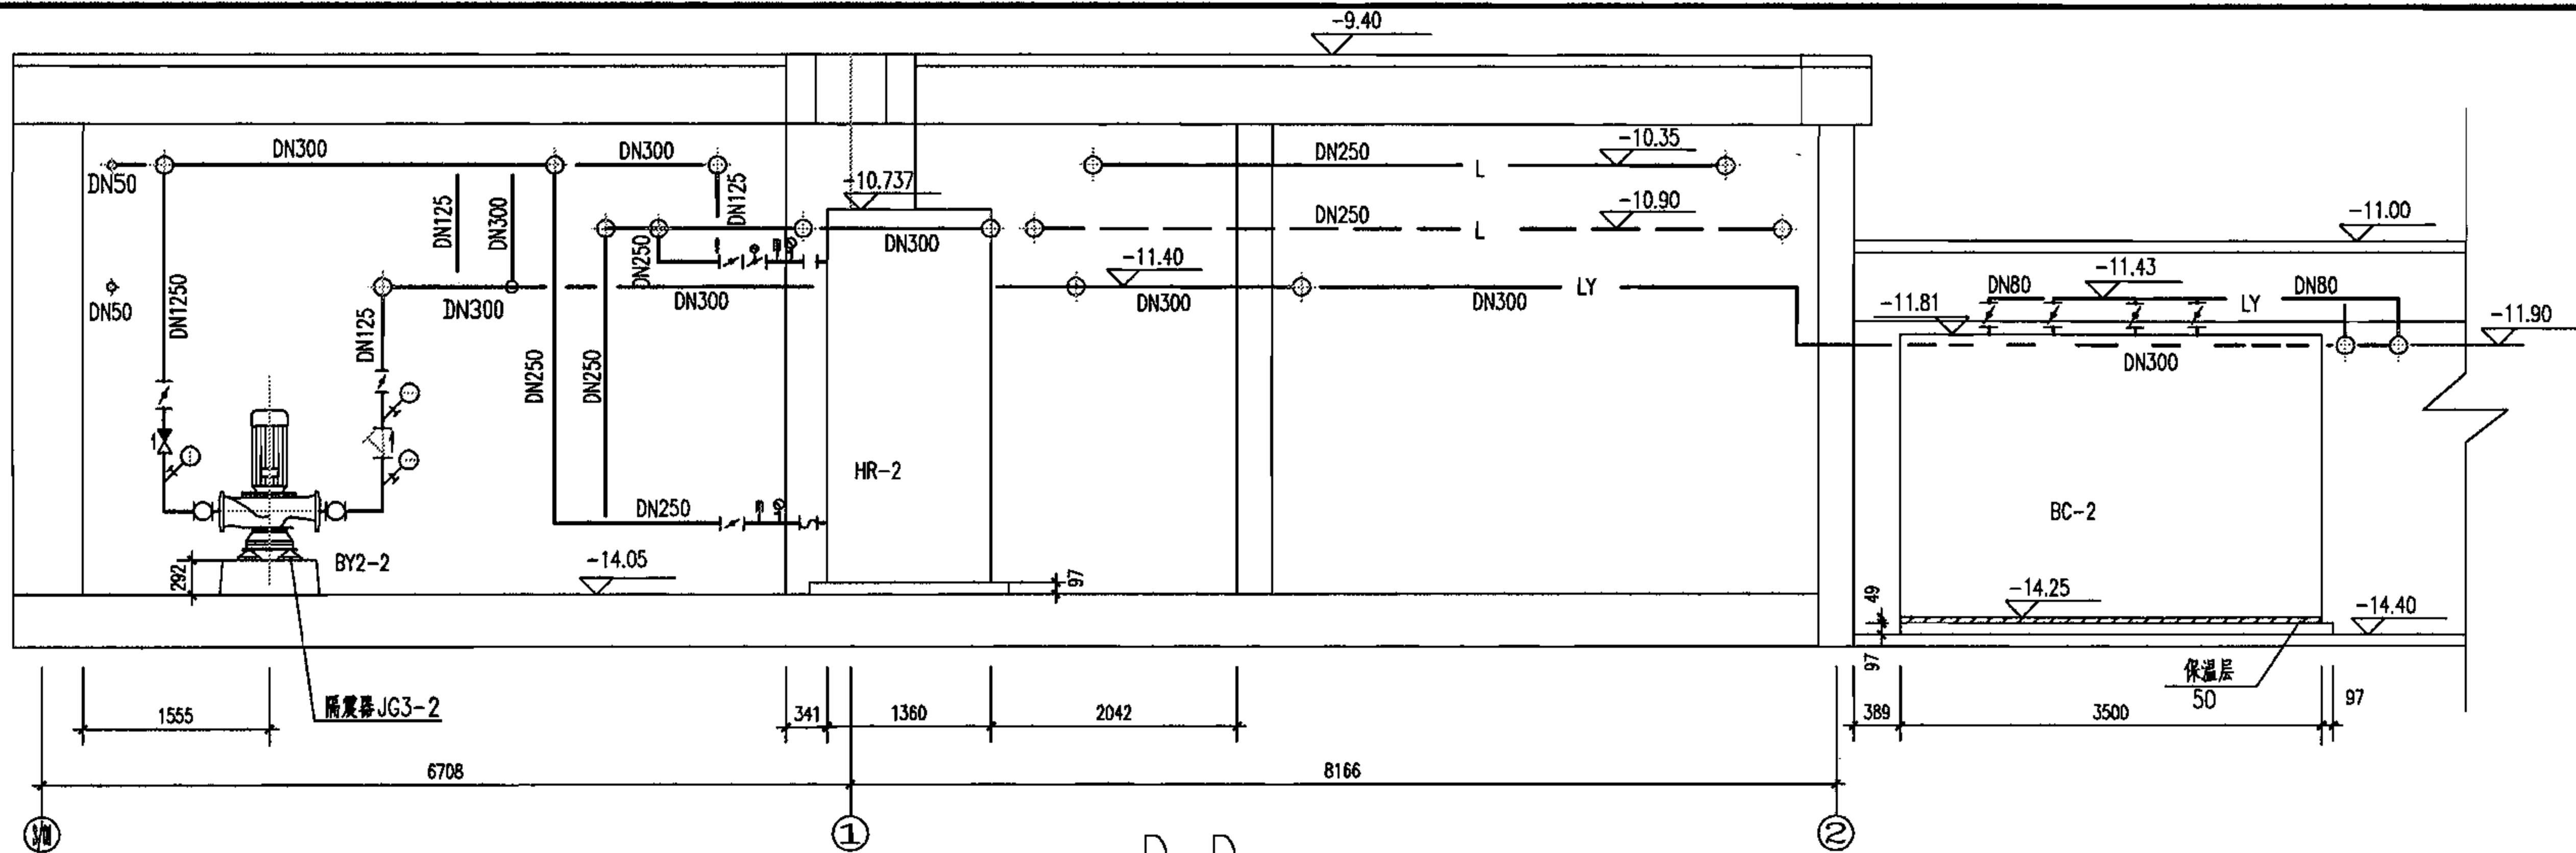 -9.40
DN300
DN300
DN250
L
-10.35
DN50
DN125
-10.737
DN125
DN300
DN250
L
-10.90
-11.00
DN250
DN300
-11.40
-11.43
DN80
LY
DN80
DN50
DN1250
DN300
DN300
DN300
DN300
LY
-11.81
-11.90
DN125
DN250
DN250
DN300
HR-2
DN250
BC-2
BY2-2
292
-14.05
97
49
-14.25
-14.40
97
保温层
50
97
隔震器JG3-2
1555
341
1360
2042
389
3500
6708
8166
1
2